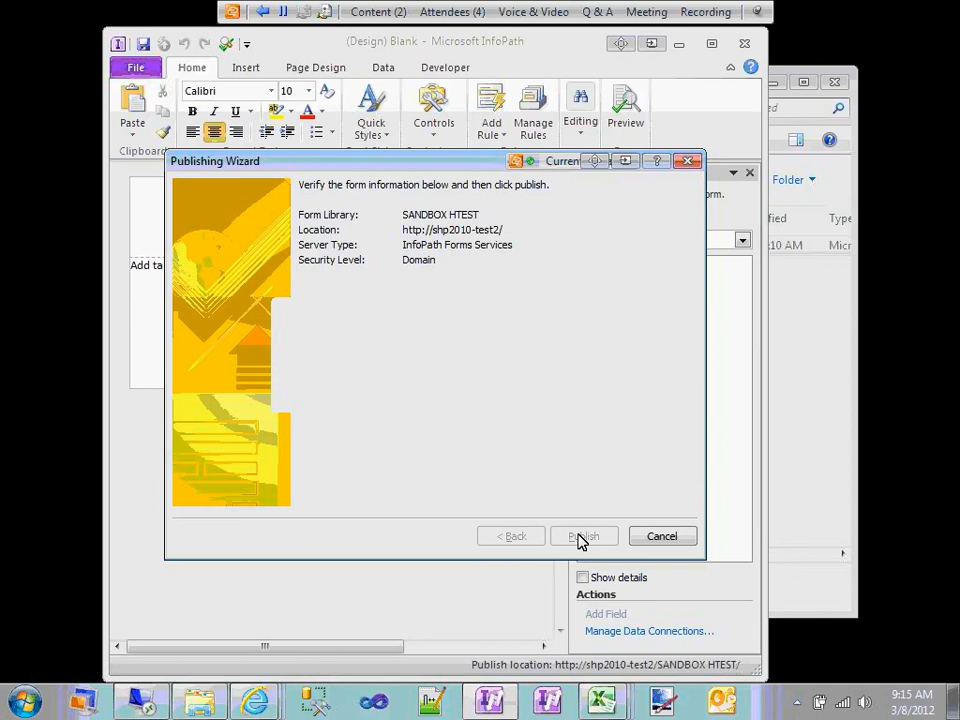 Content (2) Attendees (4) Voice & Video Q & A Meeting Recording
(Design) Blank - Microsoft InfoPath
File Home Insert Page Design Data Developer
Calibri 10
B I U ab A
Paste Quick Styles Controls Add Rule Manage Rules Editing Preview
Clipboard
Publishing Wizard
Verify the form information below and then click publish.
Form Library: SANDBOX HTEST
Location: http://shp2010-test2/
Server Type: InfoPath Forms Services
Security Level: Domain
Add ta
Folder
:10 AM
< Back Publish Cancel
Show details
Actions
Add Field
Manage Data Connections...
Publish location: http://shp2010-test2/SANDBOX HTEST/
9:15 AM
3/8/2012